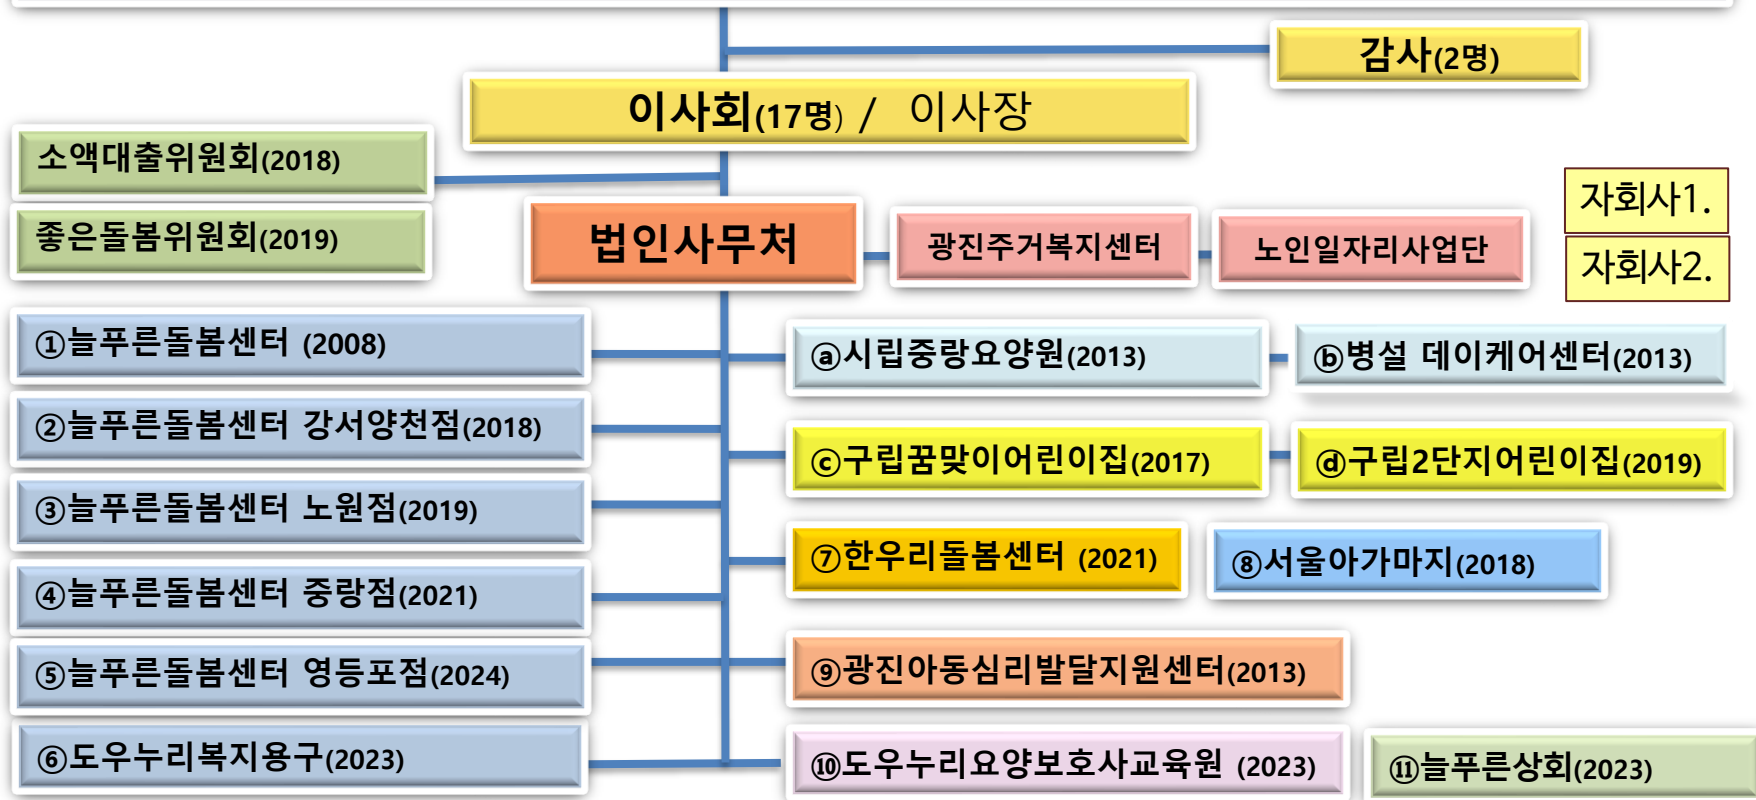 감사(2명)
이사회(17명) / 이사장
소액대출위원회(2018)
좋은돌봄위원회(2019)
법인사무처
광진주거복지센터
노인일자리사업단
자회사1.
자회사2.
①늘푸른돌봄센터 (2008)
②늘푸른돌봄센터 강서양천점(2018)
③늘푸른돌봄센터 노원점(2019)
④늘푸른돌봄센터 중랑점(2021)
⑤늘푸른돌봄센터 영등포점(2024)
⑥도우누리복지용구(2023)
ⓐ시립중랑요양원(2013)
ⓑ병설 데이케어센터(2013)
ⓒ구립꿈맞이어린이집(2017)
ⓓ구립2단지어린이집(2019)
⑦한우리돌봄센터 (2021)
⑧서울아가마지(2018)
⑨광진아동심리발달지원센터(2013)
⑩도우누리요양보호사교육원 (2023)
⑪늘푸른상회(2023)